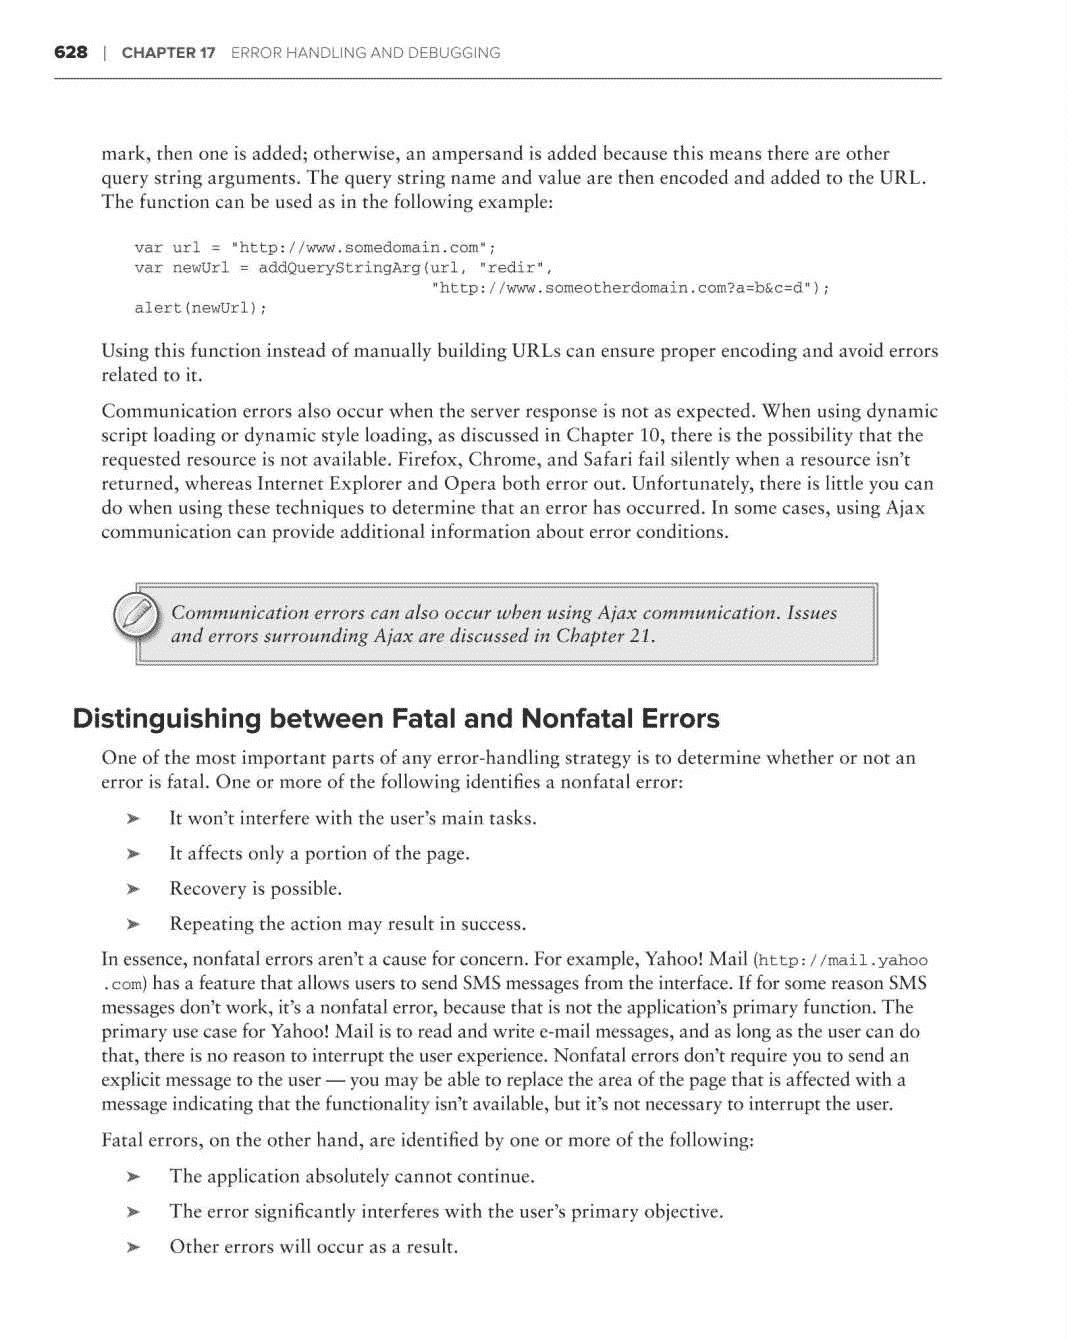 628 | CHAPTER 17 ERROR HANDLING AND DEBUGGING
mark, then one is added; otherwise, an ampersand is added because this means there are other
query string arguments. The query string name and value are then encoded and added to the URL.
The function can be used as in the following example:
var url = "http://www.somedomain.com";
var newUrl = addQueryStringArg(url, "redir",
"http://www.someotherdomain.com?a=b&c=d");
alert(newUrl);
Using this function instead of manually building URLs can ensure proper encoding and avoid errors
related to it.
Communication errors also occur when the server response is not as expected. When using dynamic
script loading or dynamic style loading, as discussed in Chapter 10, there is the possibility that the
requested resource is not available. Firefox, Chrome, and Safari fail silently when a resource isn't
returned, whereas Internet Explorer and Opera both error out. Unfortunately, there is little you can
do when using these techniques to determine that an error has occurred. In some cases, using Ajax
communication can provide additional information about error conditions.
Communication errors can also occur when using Ajax communication. Issues
and errors surrounding Ajax are discussed in Chapter 21.
Distinguishing between Fatal and Nonfatal Errors
One of the most important parts of any error-handling strategy is to determine whether or not an
error is fatal. One or more of the following identifies a nonfatal error:
➤ It won't interfere with the user's main tasks.
➤ It affects only a portion of the page.
➤ Recovery is possible.
➤ Repeating the action may result in success.
In essence, nonfatal errors aren't a cause for concern. For example, Yahoo! Mail (http://mail.yahoo
.com) has a feature that allows users to send SMS messages from the interface. If for some reason SMS
messages don't work, it's a nonfatal error, because that is not the application's primary function. The
primary use case for Yahoo! Mail is to read and write e-mail messages, and as long as the user can do
that, there is no reason to interrupt the user experience. Nonfatal errors don't require you to send an
explicit message to the user — you may be able to replace the area of the page that is affected with a
message indicating that the functionality isn't available, but it's not necessary to interrupt the user.
Fatal errors, on the other hand, are identified by one or more of the following:
➤ The application absolutely cannot continue.
➤ The error significantly interferes with the user's primary objective.
➤ Other errors will occur as a result.